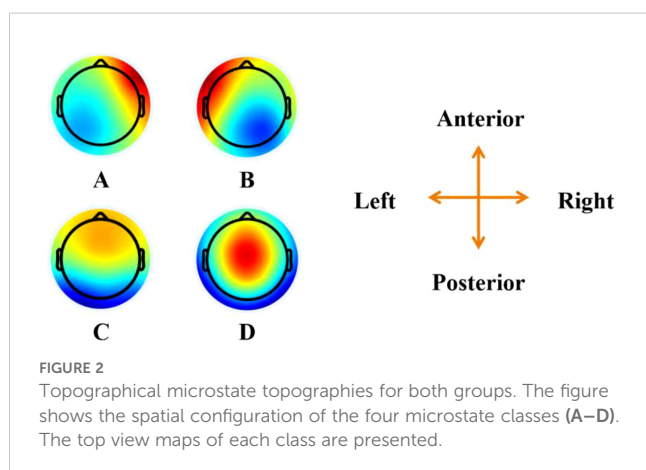 A
B
C
D
Anterior
Left
Right
Posterior
FIGURE 2
Topographical microstate topographies for both groups. The figure
shows the spatial configuration of the four microstate classes (A–D).
The top view maps of each class are presented.